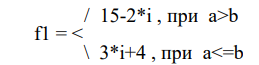 / 15-2*i , при a>b
f1 = <
\ 3*i+4 , при a<=b